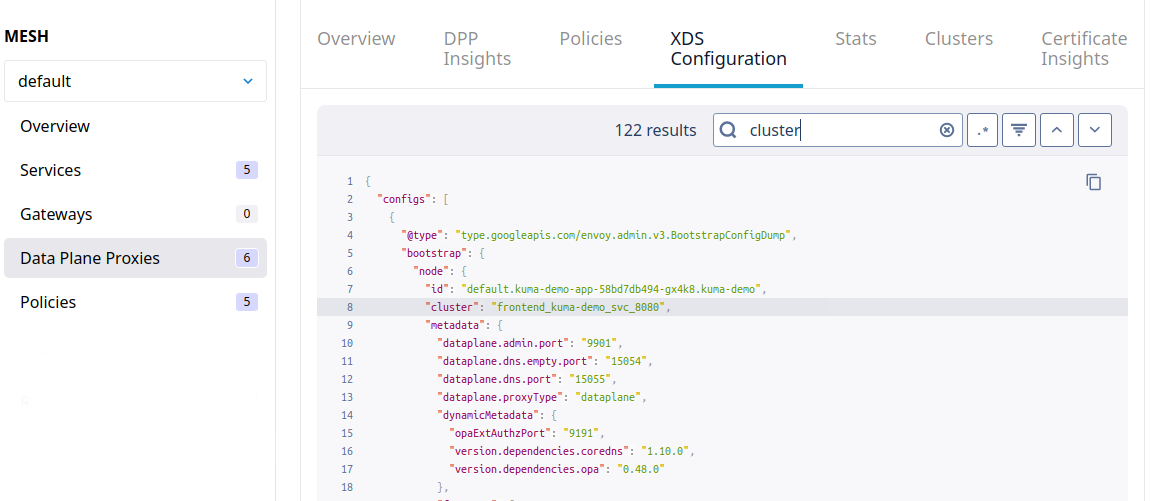 MESH
default
Overview
Services 5
Gateways 0
Data Plane Proxies 6
Policies 5
Overview
DPP
Insights
Policies
XDS
Configuration
Stats
Clusters
Certificate
Insights
122 results
cluster
.*
1 {
2 "configs": [
3 {
4 "@type": "type.googleapis.com/envoy.admin.v3.BootstrapConfigDump",
5 "bootstrap": {
6 "node": {
7 "id": "default.kuma-demo-app-58bd7db494-gx4k8.kuma-demo",
8 "cluster": "frontend_kuma-demo_svc_8080",
9 "metadata": {
10 "dataplane.admin.port": "9901",
11 "dataplane.dns.empty.port": "15054",
12 "dataplane.dns.port": "15055",
13 "dataplane.proxyType": "dataplane",
14 "dynamicMetadata": {
15 "opaExtAuthzPort": "9191",
16 "version.dependencies.coredns": "1.10.0",
17 "version.dependencies.opa": "0.48.0"
18 },